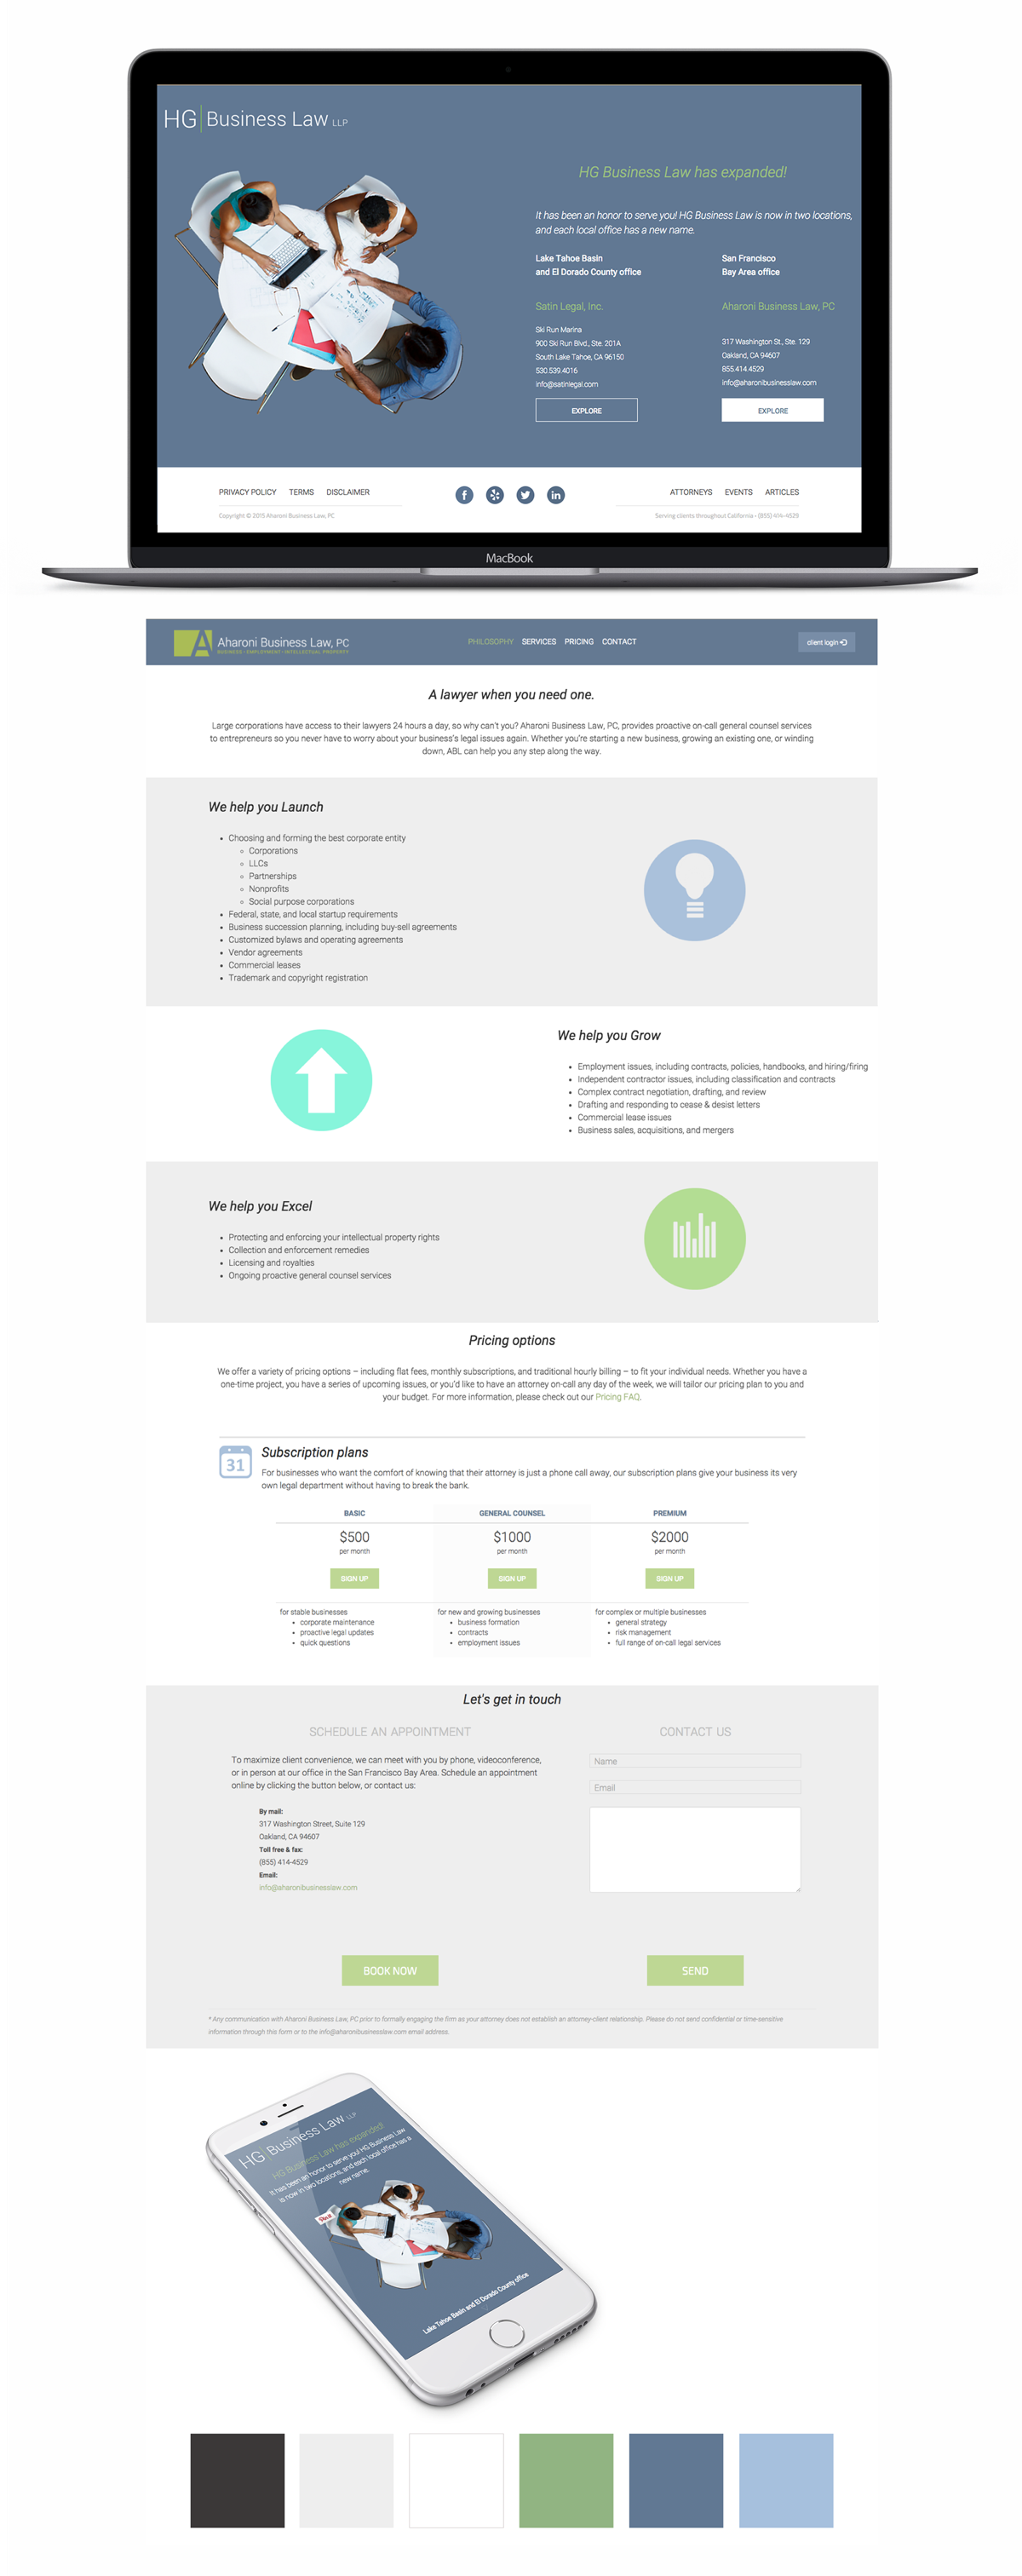 HG Business Law LLP
HG Business Law has expanded!
It has been an honor to serve you! HG Business Law is now in two locations,
and each local office has a new name.
Lake Tahoe Basin
and El Dorado County office
Satin Legal, Inc.
Ski Run Marina
900 Ski Run Blvd., Ste. 201A
South Lake Tahoe, CA 96150
530.539.4016
info@satinlegal.com
EXPLORE
San Francisco
Bay Area office
Aharoni Business Law, PC
317 Washington St., Ste. 129
Oakland, CA 94607
855.414.4529
info@aharonibusinesslaw.com
EXPLORE
PRIVACY POLICY TERMS DISCLAIMER
Copyright © 2015 Aharoni Business Law, PC
f in
ATTORNEYS EVENTS ARTICLES
Serving clients throughout California • (855) 414-4529
MacBook
A Aharoni Business Law, PC
BUSINESS • EMPLOYMENT • INTELLECTUAL PROPERTY
PHILOSOPHY SERVICES PRICING CONTACT
client login
A lawyer when you need one.
Large corporations have access to their lawyers 24 hours a day, so why can't you? Aharoni Business Law, PC, provides proactive on-call general counsel services
to entrepreneurs so you never have to worry about your business's legal issues again. Whether you're starting a new business, growing an existing one, or winding
down, ABL can help you any step along the way.
We help you Launch
• Choosing and forming the best corporate entity
○ Corporations
○ LLCs
○ Partnerships
○ Nonprofits
○ Social purpose corporations
• Federal, state, and local startup requirements
• Business succession planning, including buy-sell agreements
• Customized bylaws and operating agreements
• Vendor agreements
• Commercial leases
• Trademark and copyright registration
We help you Grow
• Employment issues, including contracts, policies, handbooks, and hiring/firing
• Independent contractor issues, including classification and contracts
• Complex contract negotiation, drafting, and review
• Drafting and responding to cease & desist letters
• Commercial lease issues
• Business sales, acquisitions, and mergers
We help you Excel
• Protecting and enforcing your intellectual property rights
• Collection and enforcement remedies
• Licensing and royalties
• Ongoing proactive general counsel services
Pricing options
We offer a variety of pricing options – including flat fees, monthly subscriptions, and traditional hourly billing – to fit your individual needs. Whether you have a
one-time project, you have a series of upcoming issues, or you'd like to have an attorney on-call any day of the week, we will tailor our pricing plan to you and
your budget. For more information, please check out our Pricing FAQ.
31
Subscription plans
For businesses who want the comfort of knowing that their attorney is just a phone call away, our subscription plans give your business its very
own legal department without having to break the bank.
BASIC
$500
per month
SIGN UP
for stable businesses
• corporate maintenance
• proactive legal updates
• quick questions
GENERAL COUNSEL
$1000
per month
SIGN UP
for new and growing businesses
• business formation
• contracts
• employment issues
PREMIUM
$2000
per month
SIGN UP
for complex or multiple businesses
• general strategy
• risk management
• full range of on-call legal services
Let's get in touch
SCHEDULE AN APPOINTMENT
To maximize client convenience, we can meet with you by phone, videoconference,
or in person at our office in the San Francisco Bay Area. Schedule an appointment
online by clicking the button below, or contact us:
By mail:
317 Washington Street, Suite 129
Oakland, CA 94607
Toll free & fax:
(855) 414-4529
Email:
info@aharonibusinesslaw.com
BOOK NOW
CONTACT US
Name
Email
SEND
* Any communication with Aharoni Business Law, PC prior to formally engaging the firm as your attorney does not establish an attorney-client relationship. Please do not send confidential or time-sensitive
information through this form or to the info@aharonibusinesslaw.com email address.
HG Business Law LLP
HG Business Law has expanded!
It has been an honor to serve you! HG Business Law
is now in two locations, and each local office has a
new name.
Pin it
Lake Tahoe Basin and El Dorado County office